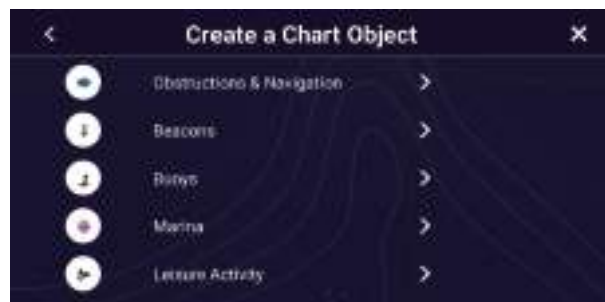 Create a Chart Object
Obstructions & Navigation
Beacons
Buoys
Marina
Leisure Activity